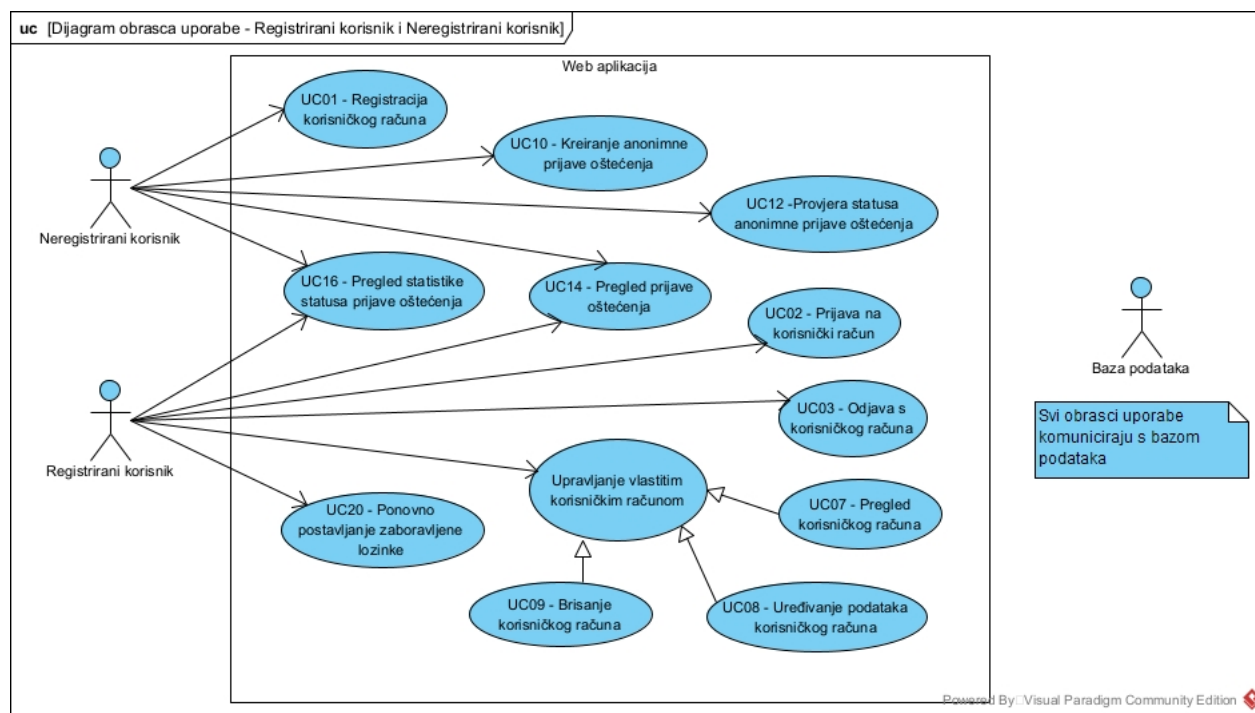 uc [Dijagram obrasca uporabe - Registrirani korisnik i Neregistrirani korisnik]
Web aplikacija
UC01 - Registracija
korisničkog računa
UC10 - Kreiranje anonimne
prijave oštećenja
UC12 -Provjera statusa
anonimne prijave oštećenja
Neregistrirani korisnik
UC16 - Pregled statistike
statusa prijave oštećenja
UC14 - Pregled prijave
oštećenja
UC02 - Prijava na
korisnički račun
Baza podataka
UC03 - Odjava s
korisničkog računa
Svi obrasci uporabe
komuniciraju s bazom
podataka
Registrirani korisnik
Upravljanje vlastitim
korisničkim računom
UC07 - Pregled
korisničkog računa
UC20 - Ponovno
postavljanje zaboravljene
lozinke
UC09 - Brisanje
korisničkog računa
UC08 - Uređivanje podataka
korisničkog računa
Powered By Visual Paradigm Community Edition